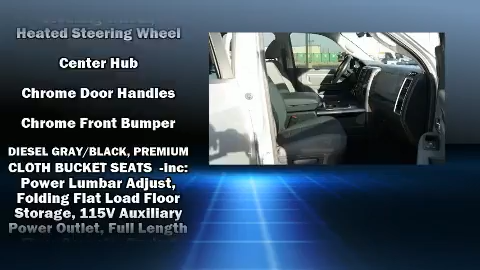 Heated Steering Wheel
Center Hub
Chrome Door Handles
Chrome Front Bumper
DIESEL GRAY/BLACK, PREMIUM
CLOTH BUCKET SEATS -inc:
Power Lumbar Adjust,
Folding Flat Load Floor
Storage, 115V Auxiliary
Power Outlet, Full Length